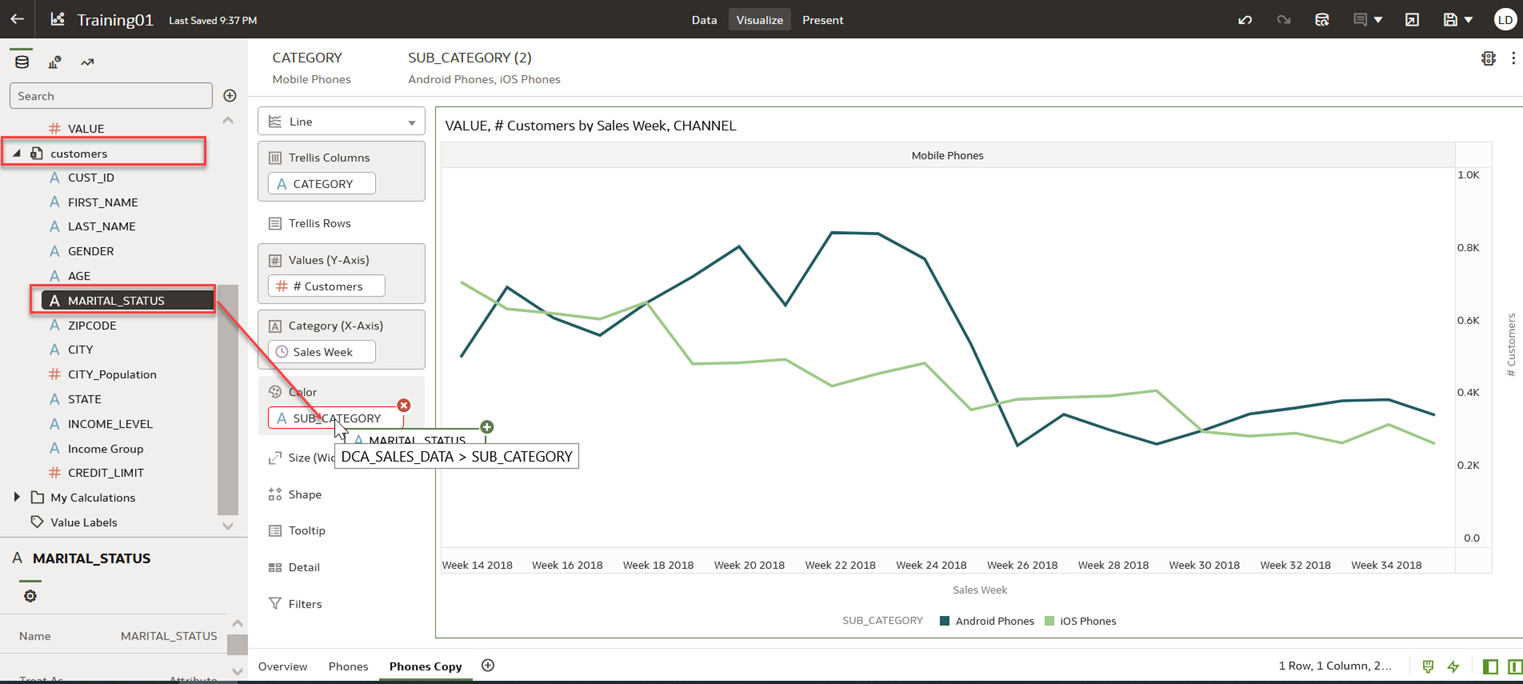 Training01 Last Saved 9:37 PM Data Visualize Present LD
CATEGORY
Mobile Phones
SUB_CATEGORY (2)
Android Phones, iOS Phones
Search
VALUE
customers
CUST_ID
FIRST_NAME
LAST_NAME
GENDER
AGE
MARITAL_STATUS
ZIPCODE
CITY
CITY_Population
STATE
INCOME_LEVEL
Income Group
CREDIT_LIMIT
My Calculations
Value Labels
MARITAL_STATUS
Name MARITAL_STATUS
Treat As Attribute
Line
Trellis Columns
A CATEGORY
Trellis Rows
Values (Y-Axis)
# # Customers
Category (X-Axis)
Sales Week
Color
A SUB_CATEGORY
A MARITAL_STATUS
DCA_SALES_DATA > SUB_CATEGORY
Size (Wid
Shape
Tooltip
Detail
Filters
VALUE, # Customers by Sales Week, CHANNEL
Mobile Phones
1.0K
0.8K
0.6K
0.4K
0.2K
0.0
# Customers
Week 14 2018 Week 16 2018 Week 18 2018 Week 20 2018 Week 22 2018 Week 24 2018 Week 26 2018 Week 28 2018 Week 30 2018 Week 32 2018 Week 34 2018
Sales Week
SUB_CATEGORY Android Phones iOS Phones
Overview Phones Phones Copy
1 Row, 1 Column, 2...